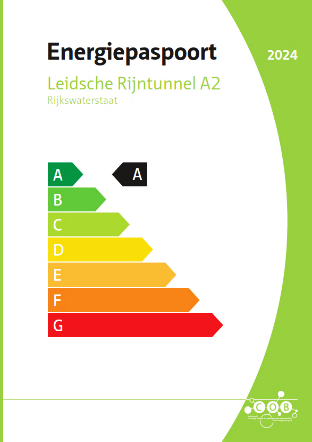 Energiepaspoort
2024
Leidsche Rijntunnel A2
Rijkswaterstaat
A
A
B
C
D
E
F
G
COB